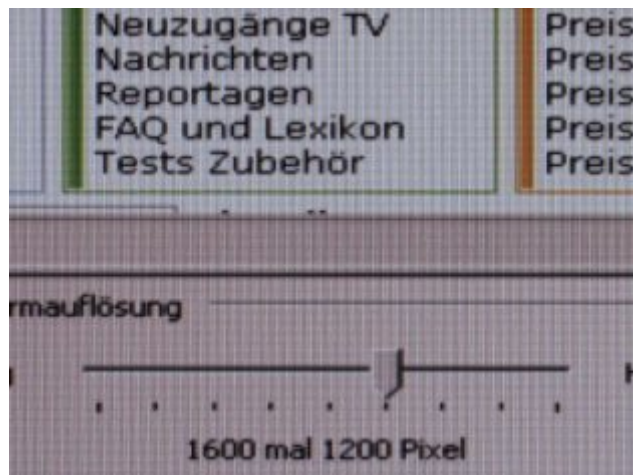 Neuzugänge TV
Nachrichten
Reportagen
FAQ und Lexikon
Tests Zubehör
Preis
Preis
Preis
Preis
Preis
rmauflösung
1600 mal 1200 Pixel